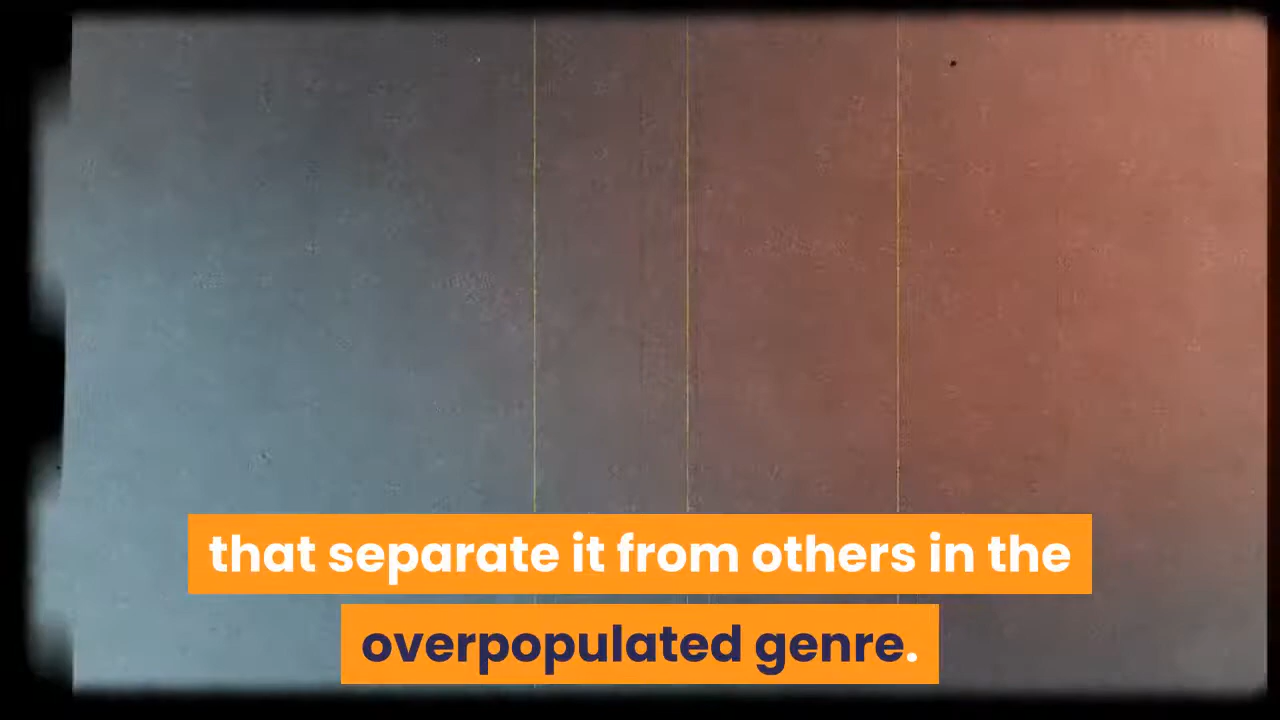 that separate it from others in the
overpopulated genre.